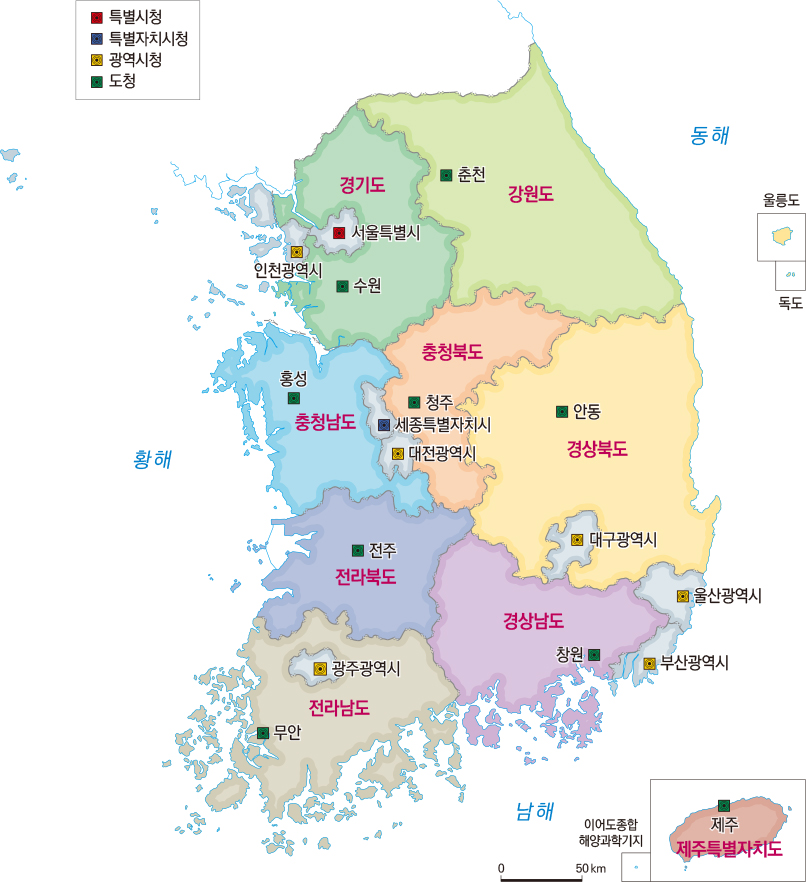 특별시청
특별자치시청
광역시청
도청
동해
경기도
춘천
강원도
울릉도
서울특별시
인천광역시
수원
독도
충청북도
홍성
청주
안동
충청남도
세종특별자치시
경상북도
황해
대전광역시
대구광역시
전주
전라북도
울산광역시
경상남도
창원
부산광역시
광주광역시
전라남도
무안
남해
이어도종합
해양과학기지
제주
제주특별자치도
0 50 km